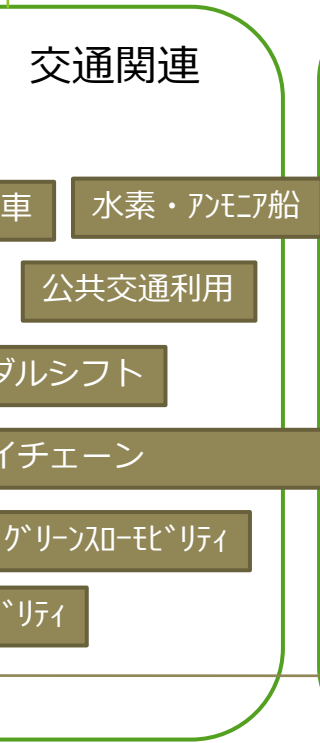 交通関連
車
水素・ｱﾝﾓﾆｱ船
公共交通利用
ダルシフト
イチェーン
ｸﾞﾘｰﾝｽﾛｰﾓﾋﾞﾘﾃｨ
ﾞﾘﾃｨ